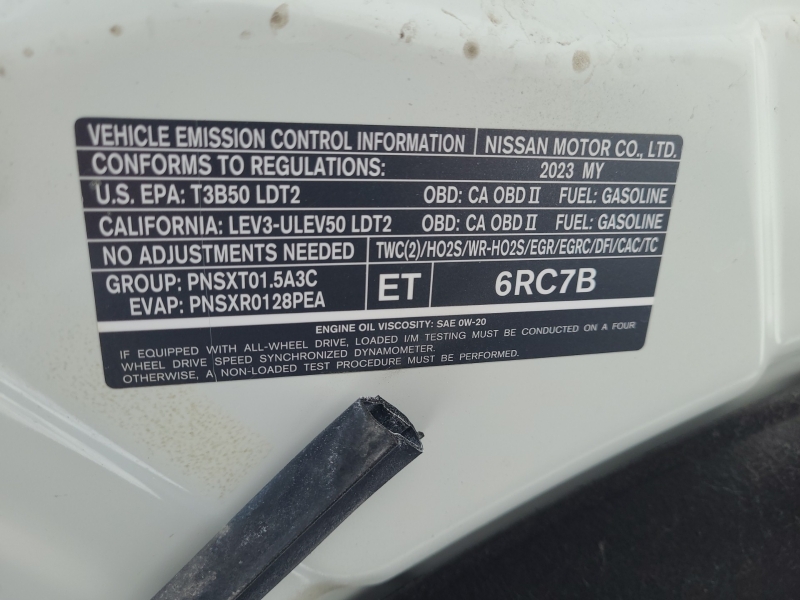 VEHICLE EMISSION CONTROL INFORMATION NISSAN MOTOR CO., LTD.
CONFORMS TO REGULATIONS: 2023 MY
U.S. EPA: T3B50 LDT2 OBD: CA OBD II FUEL: GASOLINE
CALIFORNIA: LEV3-ULEV50 LDT2 OBD: CA OBD II FUEL: GASOLINE
NO ADJUSTMENTS NEEDED TWC(2)/HO2S/WR-HO2S/EGR/EGRC/DFI/CAC/TC
GROUP: PNSXT01.5A3C
EVAP: PNSXR0128PEA
ET 6RC7B
ENGINE OIL VISCOSITY: SAE 0W-20
IF EQUIPPED WITH ALL-WHEEL DRIVE, LOADED I/M TESTING MUST BE CONDUCTED ON A FOUR
WHEEL DRIVE SPEED SYNCHRONIZED DYNAMOMETER.
OTHERWISE, A NON-LOADED TEST PROCEDURE MUST BE PERFORMED.